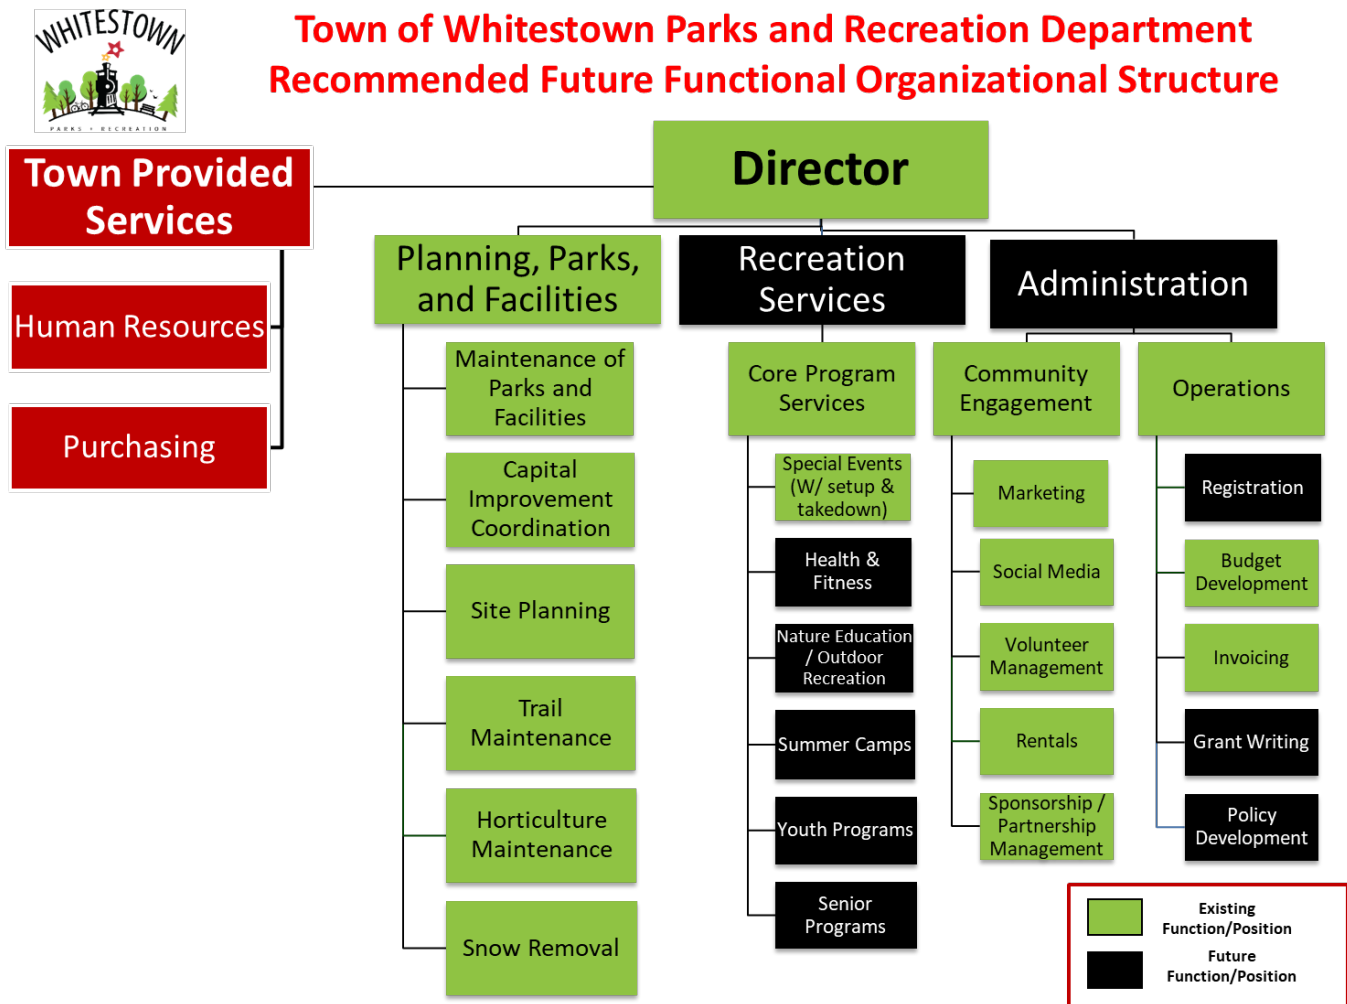 WHITESTOWN
PARKS + RECREATION
Town of Whitestown Parks and Recreation Department
Recommended Future Functional Organizational Structure
Town Provided
Services
Human Resources
Purchasing
Director
Planning, Parks,
and Facilities
Recreation
Services
Administration
Maintenance of
Parks and
Facilities
Capital
Improvement
Coordination
Site Planning
Trail
Maintenance
Horticulture
Maintenance
Snow Removal
Core Program
Services
Special Events
(W/ setup &
takedown)
Health &
Fitness
Nature Education
/ Outdoor
Recreation
Summer Camps
Youth Programs
Senior
Programs
Community
Engagement
Marketing
Social Media
Volunteer
Management
Rentals
Sponsorship /
Partnership
Management
Operations
Registration
Budget
Development
Invoicing
Grant Writing
Policy
Development
Existing
Function/Position
Future
Function/Position